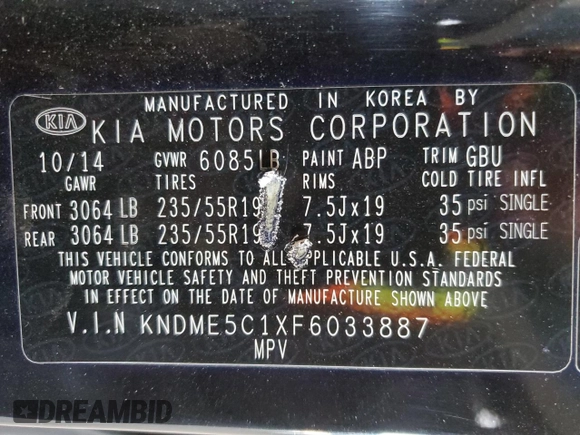 MANUFACTURED IN KOREA BY
KIA KIA MOTORS CORPORATION
10/14 GVWR 6085LB PAINT ABP TRIM GBU
GAWR TIRES RIMS COLD TIRE INFL
FRONT 3064 LB 235/55R19 7.5Jx19 35 psi SINGLE
REAR 3064 LB 235/55R19 7.5Jx19 35 psi SINGLE
THIS VEHICLE CONFORMS TO ALL APPLICABLE U.S.A. FEDERAL
MOTOR VEHICLE SAFETY AND THEFT PREVENTION STANDARDS
IN EFFECT ON THE DATE OF MANUFACTURE SHOWN ABOVE
V.I.N KNDME5C1XF6033887
MPV
DREAMBID